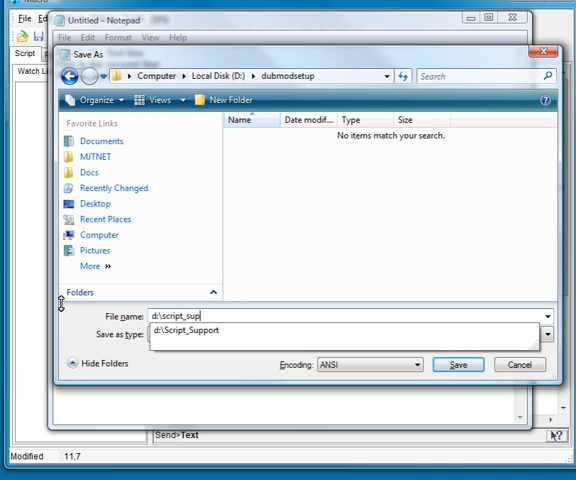 Macro
File Ed
Script
Watch Li
Untitled - Notepad
File Edit Format View Help
Save As
Computer Local Disk (D:) dubmodsetup
Search
Organize Views New Folder
Favorite Links
Documents
MJTNET
Docs
Recently Changed
Desktop
Recent Places
Computer
Pictures
More »
Folders
Name Date modif... Type Size
No items match your search.
File name: d:\script_sup
d:\Script_Support
Save as type:
Hide Folders
Encoding: ANSI
Save Cancel
Send>Text
Modified 11,7